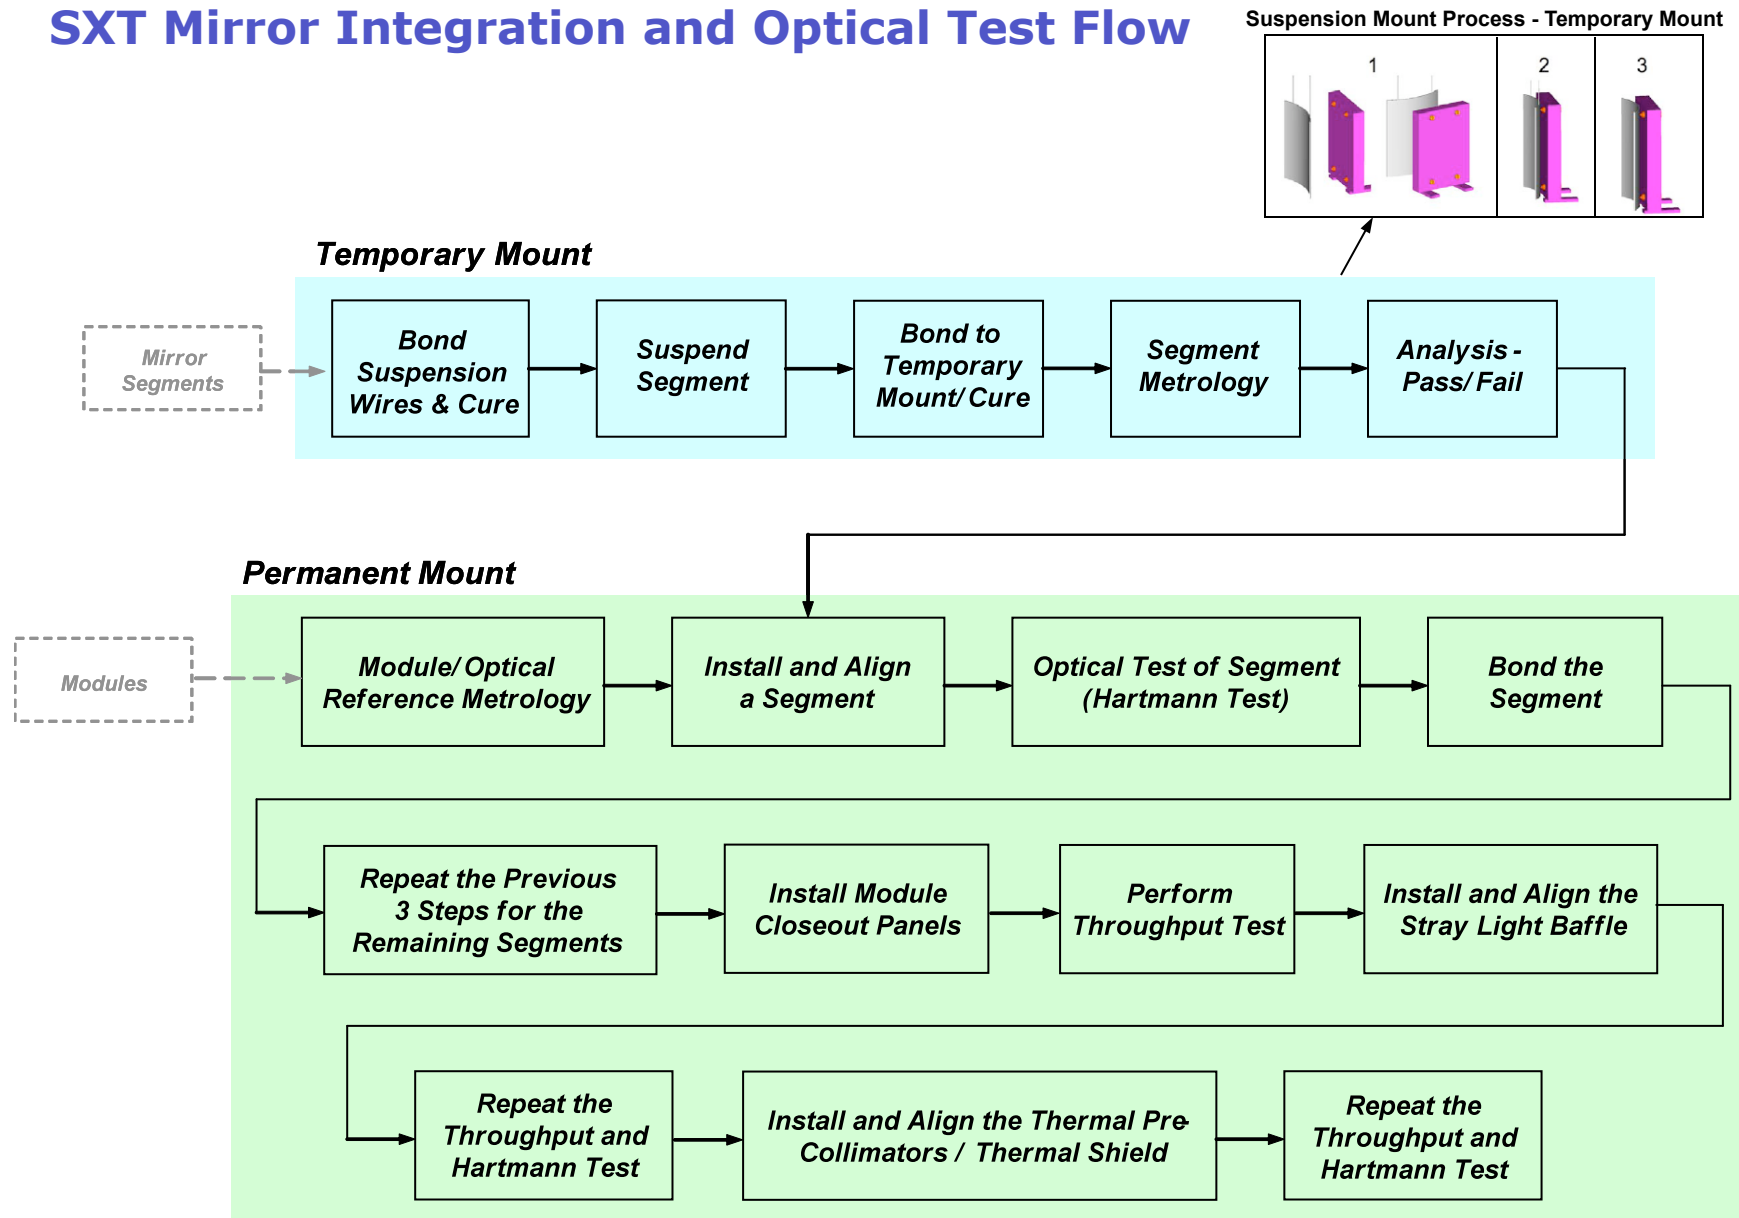 SXT Mirror Integration and Optical Test Flow
Suspension Mount Process - Temporary Mount
1
2
3
Temporary Mount
Mirror
Segments
Bond
Suspension
Wires & Cure
Suspend
Segment
Bond to
Temporary
Mount/ Cure
Segment
Metrology
Analysis -
Pass/ Fail
Permanent Mount
Modules
Module/ Optical
Reference Metrology
Install and Align
a Segment
Optical Test of Segment
(Hartmann Test)
Bond the
Segment
Repeat the Previous
3 Steps for the
Remaining Segments
Install Module
Closeout Panels
Perform
Throughput Test
Install and Align the
Stray Light Baffle
Repeat the
Throughput and
Hartmann Test
Install and Align the Thermal Pre-
Collimators / Thermal Shield
Repeat the
Throughput and
Hartmann Test